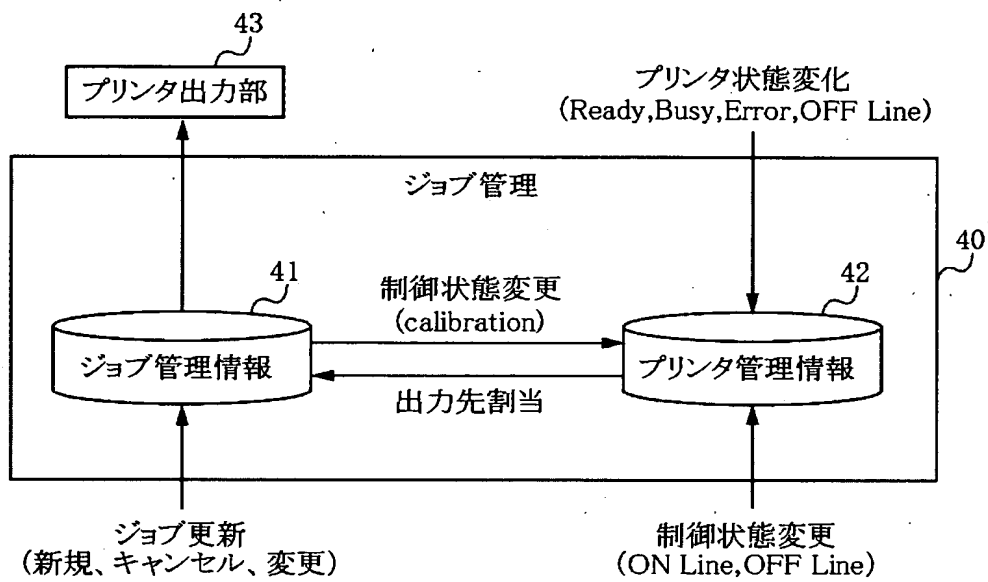 43
プリンタ出力部
プリンタ状態変化
(Ready,Busy,Error,OFF Line)
ジョブ管理
40
41
制御状態変更
(calibration)
42
ジョブ管理情報
プリンタ管理情報
出力先割当
ジョブ更新
(新規、キャンセル、変更)
制御状態変更
(ON Line,OFF Line)